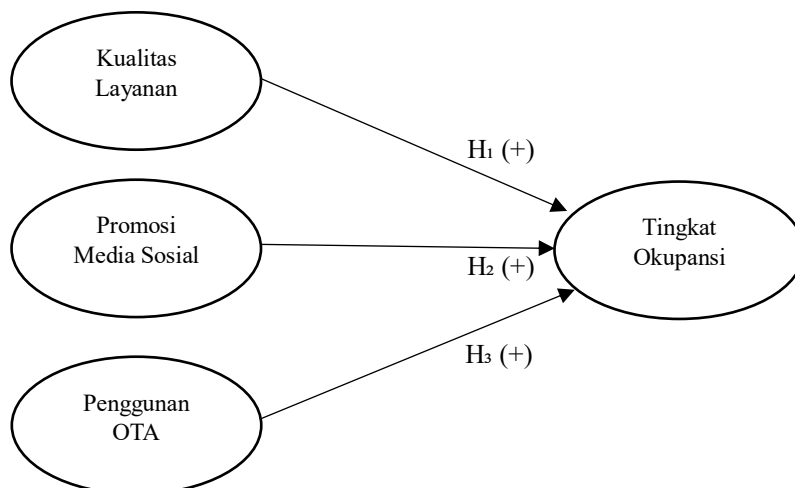 Kualitas
Layanan
H₁ (+)
Promosi
Media Sosial
Tingkat
Okupansi
H₂ (+)
H₃ (+)
Penggunan
OTA